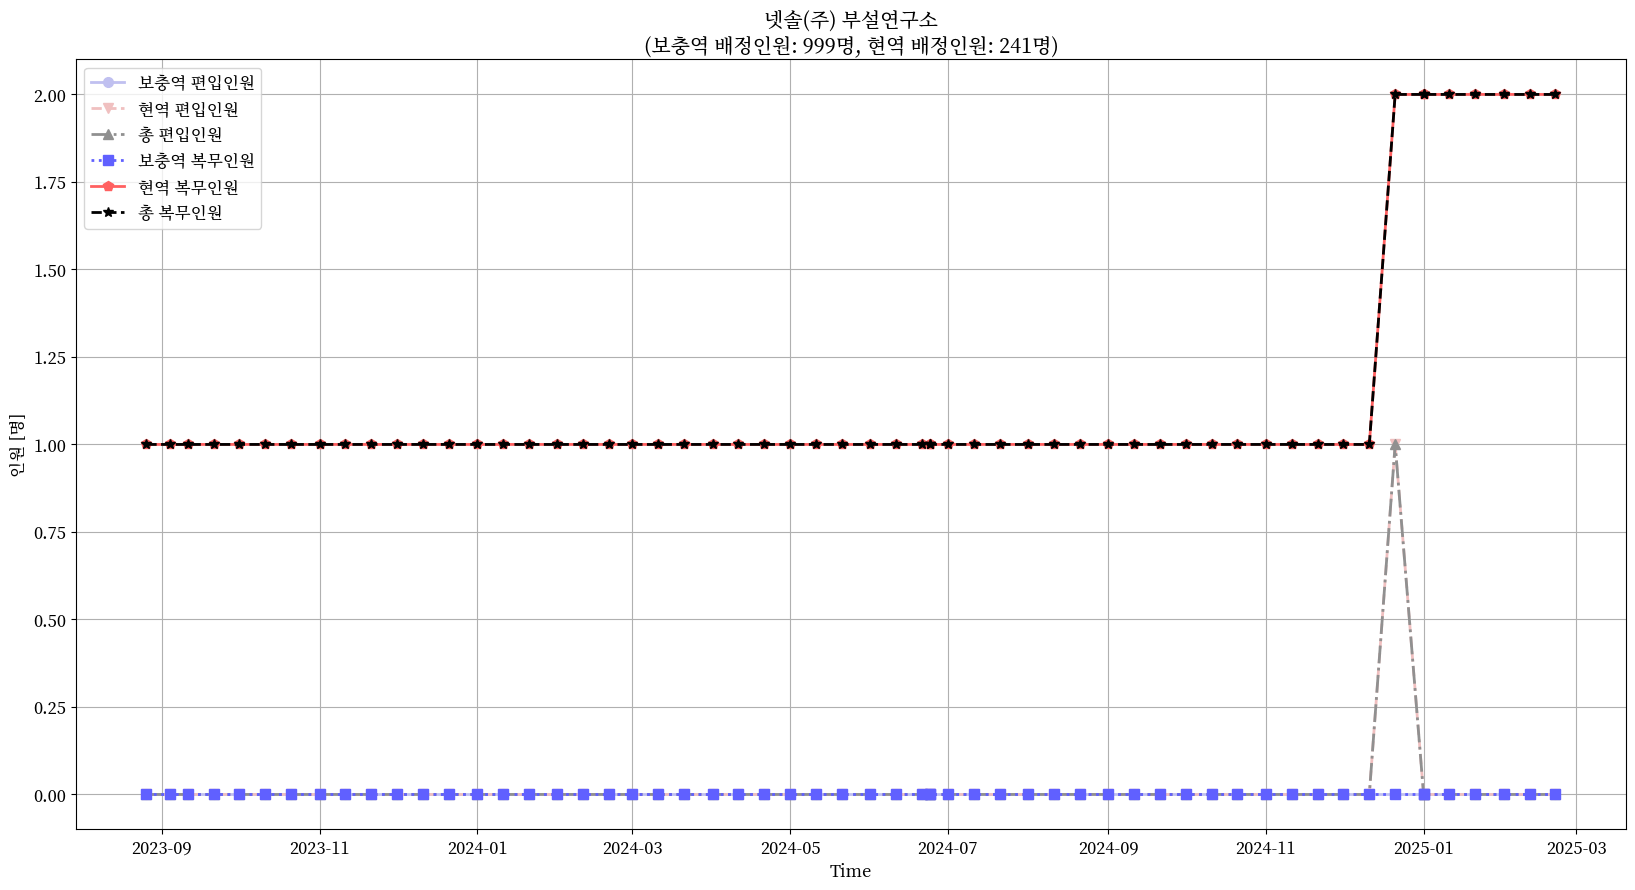 넷솔(주) 부설연구소
(보충역 배정인원: 999명, 현역 배정인원: 241명)
보충역 편입인원
현역 편입인원
총 편입인원
보충역 복무인원
현역 복무인원
총 복무인원
인원 [명]
2.00
1.75
1.50
1.25
1.00
0.75
0.50
0.25
0.00
2023-09
2023-11
2024-01
2024-03
2024-05
2024-07
2024-09
2024-11
2025-01
2025-03
Time